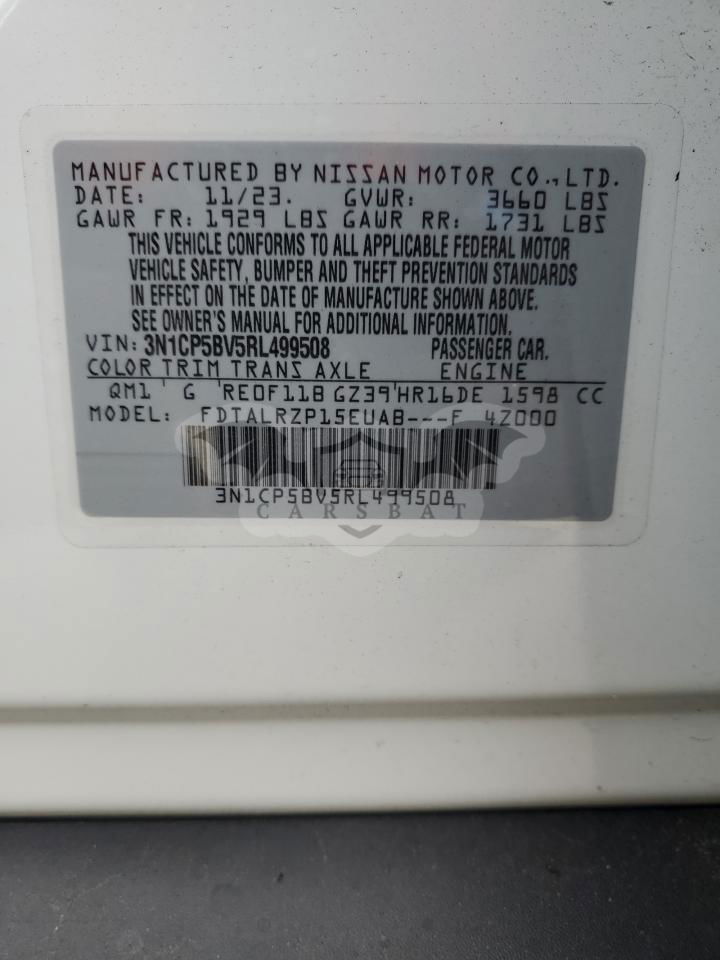 MANUFACTURED BY NISSAN MOTOR CO.,LTD.
DATE: 11/23. GVWR: 3660 LBS
GAWR FR: 1929 LBS GAWR RR: 1731 LBS
THIS VEHICLE CONFORMS TO ALL APPLICABLE FEDERAL MOTOR
VEHICLE SAFETY, BUMPER AND THEFT PREVENTION STANDARDS
IN EFFECT ON THE DATE OF MANUFACTURE SHOWN ABOVE.
SEE OWNER'S MANUAL FOR ADDITIONAL INFORMATION.
VIN: 3N1CP5BV5RL499508 PASSENGER CAR.
COLOR TRIM TRANS AXLE ENGINE
QM1 ' G 'RE0F11B GZ39'HR16DE 1598 CC
MODEL: FDTALRZP15EUAB---F 4Z000
3N1CP5BV5RL499508
CARSBAT